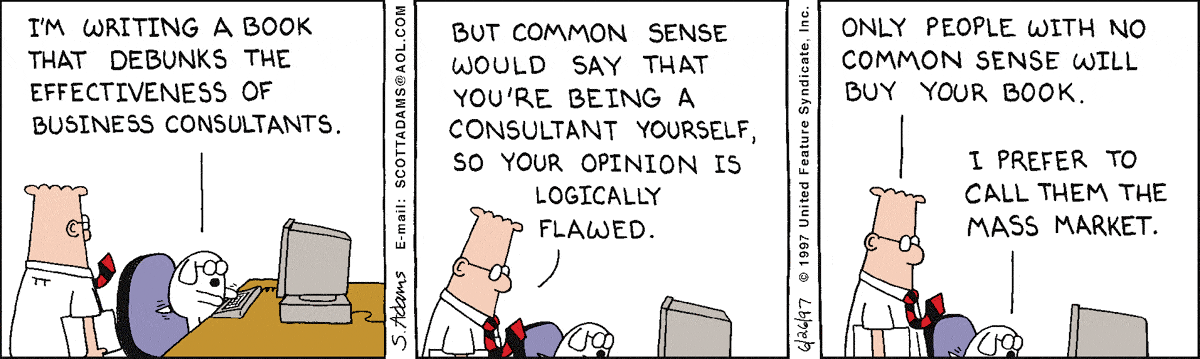 I'M WRITING A BOOK
THAT DEBUNKS THE
EFFECTIVENESS OF
BUSINESS CONSULTANTS.
S. Adams
E-mail: SCOTTADAMS@AOL.COM
BUT COMMON SENSE
WOULD SAY THAT
YOU'RE BEING A
CONSULTANT YOURSELF,
SO YOUR OPINION IS
LOGICALLY
FLAWED.
6/26/97 © 1997 United Feature Syndicate, Inc.
ONLY PEOPLE WITH NO
COMMON SENSE WILL
BUY YOUR BOOK.
I PREFER TO
CALL THEM THE
MASS MARKET.